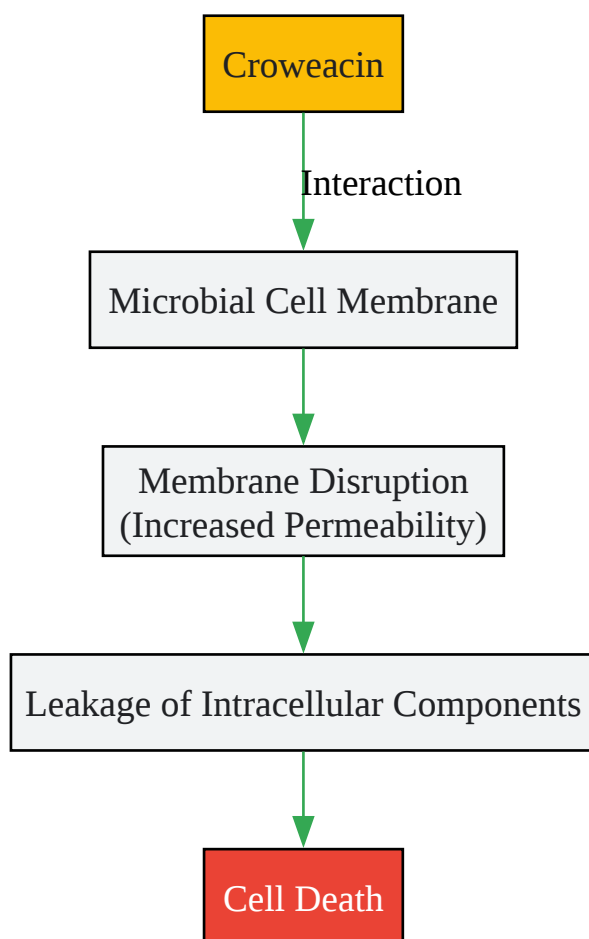 Croweacin
Interaction
Microbial Cell Membrane
Membrane Disruption
(Increased Permeability)
Leakage of Intracellular Components
Cell Death